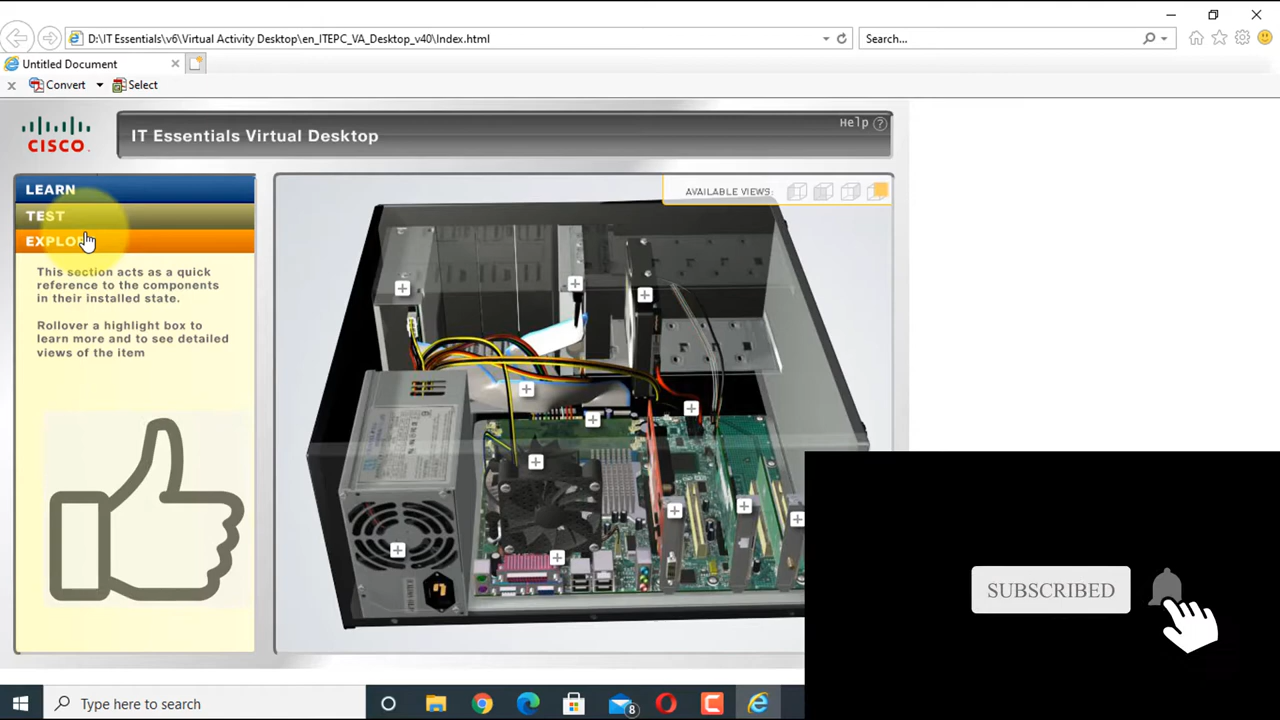 D:\IT Essentials\v6\Virtual Activity Desktop\en_ITEPC_VA_Desktop_v40\Index.html
Search...
Untitled Document
Convert
Select
CISCO
IT Essentials Virtual Desktop
Help ?
LEARN
TEST
EXPLO
AVAILABLE VIEWS:
This section acts as a quick
reference to the components
in their installed state.
Rollover a highlight box to
learn more and to see detailed
views of the item
SUBSCRIBED
Type here to search
8